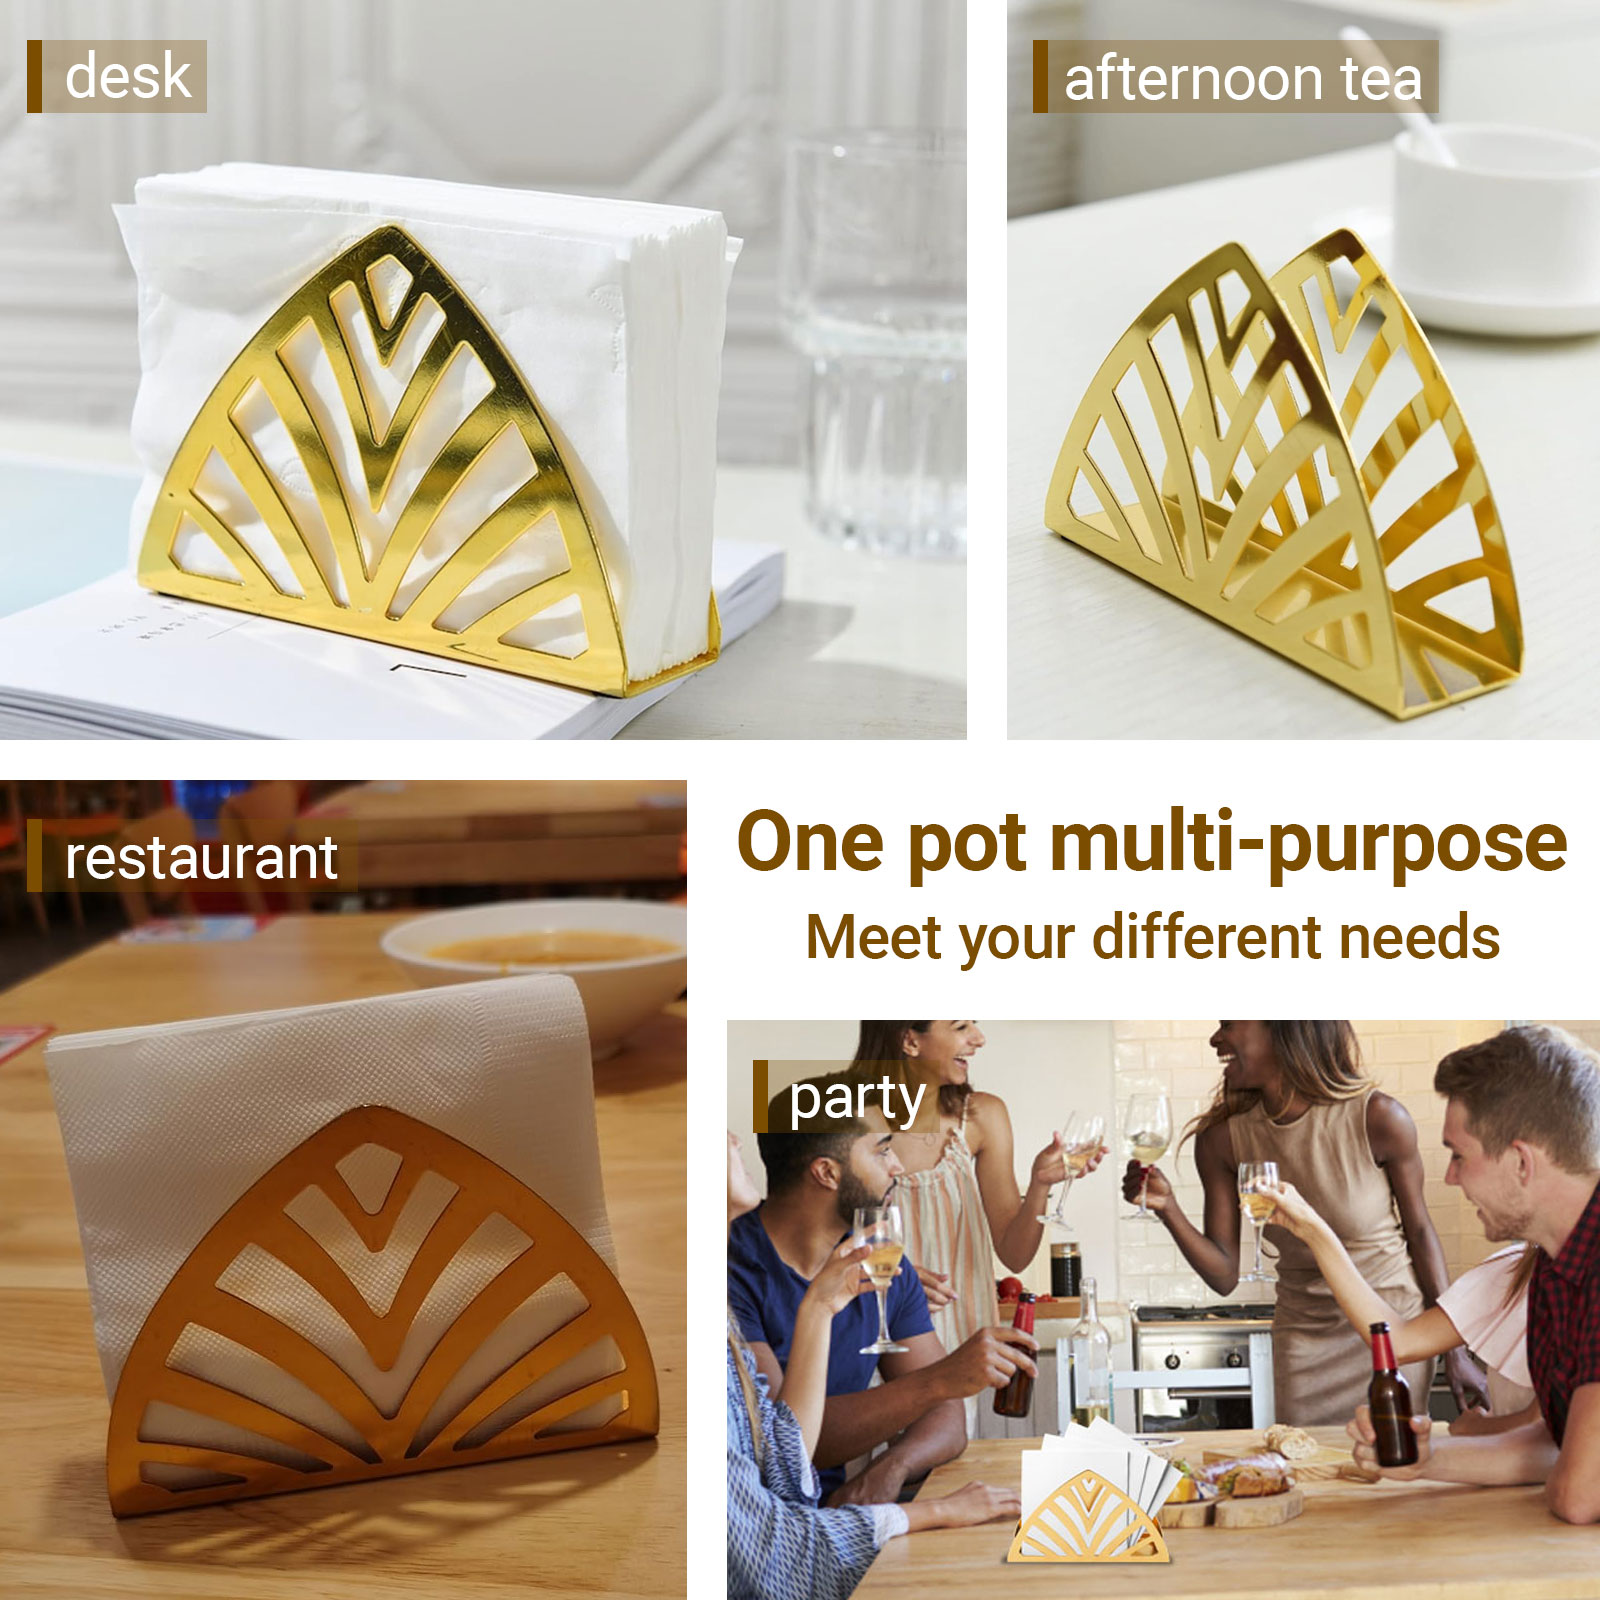 desk
afternoon tea
restaurant
One pot multi-purpose
Meet your different needs
party